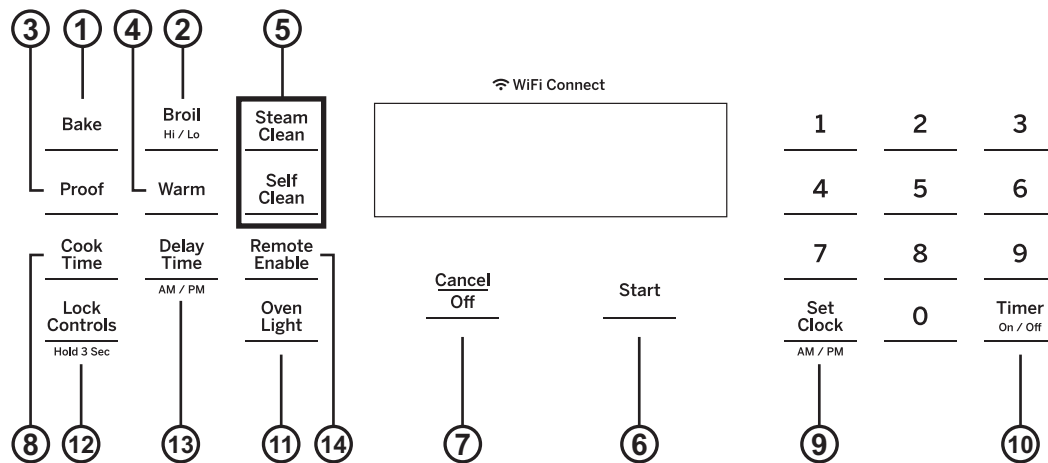 3 1 4 2 5
WiFi Connect
Bake
Broil
Hi / Lo
Steam
Clean
1 2 3
Proof
Warm
Self
Clean
4 5 6
Cook
Time
Delay
Time
AM / PM
Remote
Enable
7 8 9
Cancel
Off
Start
Lock
Controls
Hold 3 Sec
Oven
Light
Set
Clock
AM / PM
0
Timer
On / Off
8 12 13 11 14 7 6 9 10